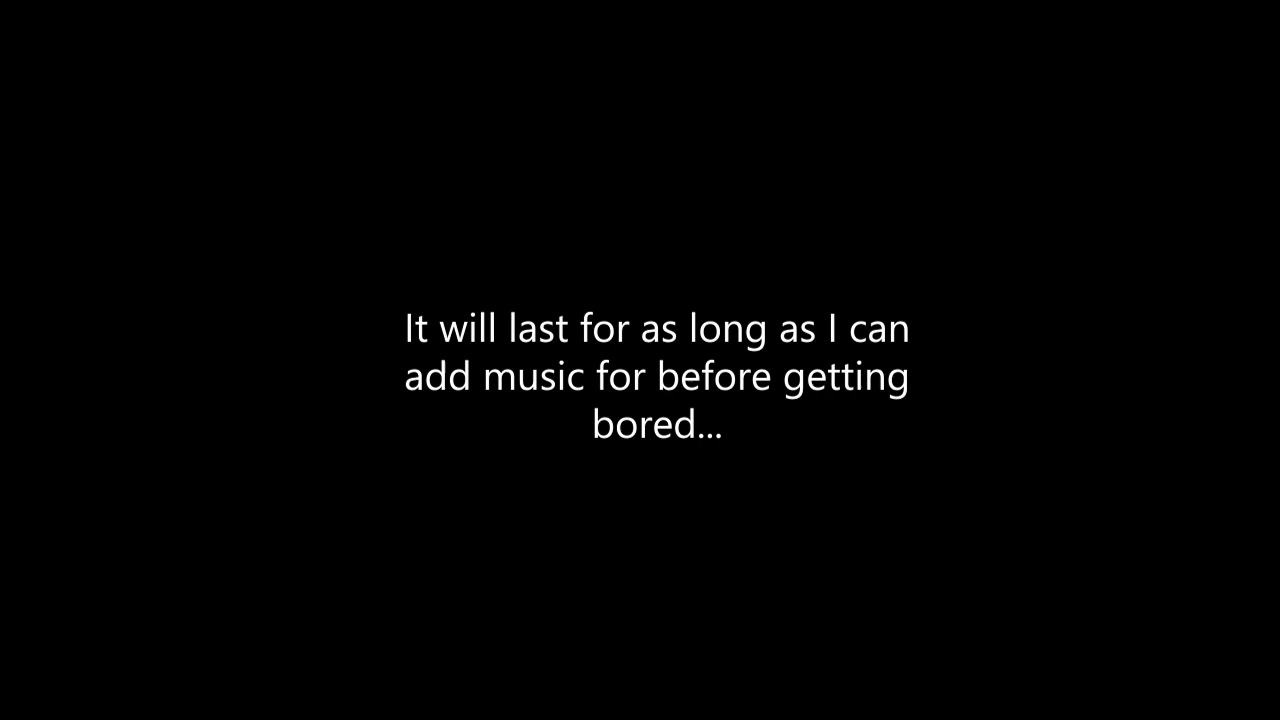 It will last for as long as I can
add music for before getting
bored...